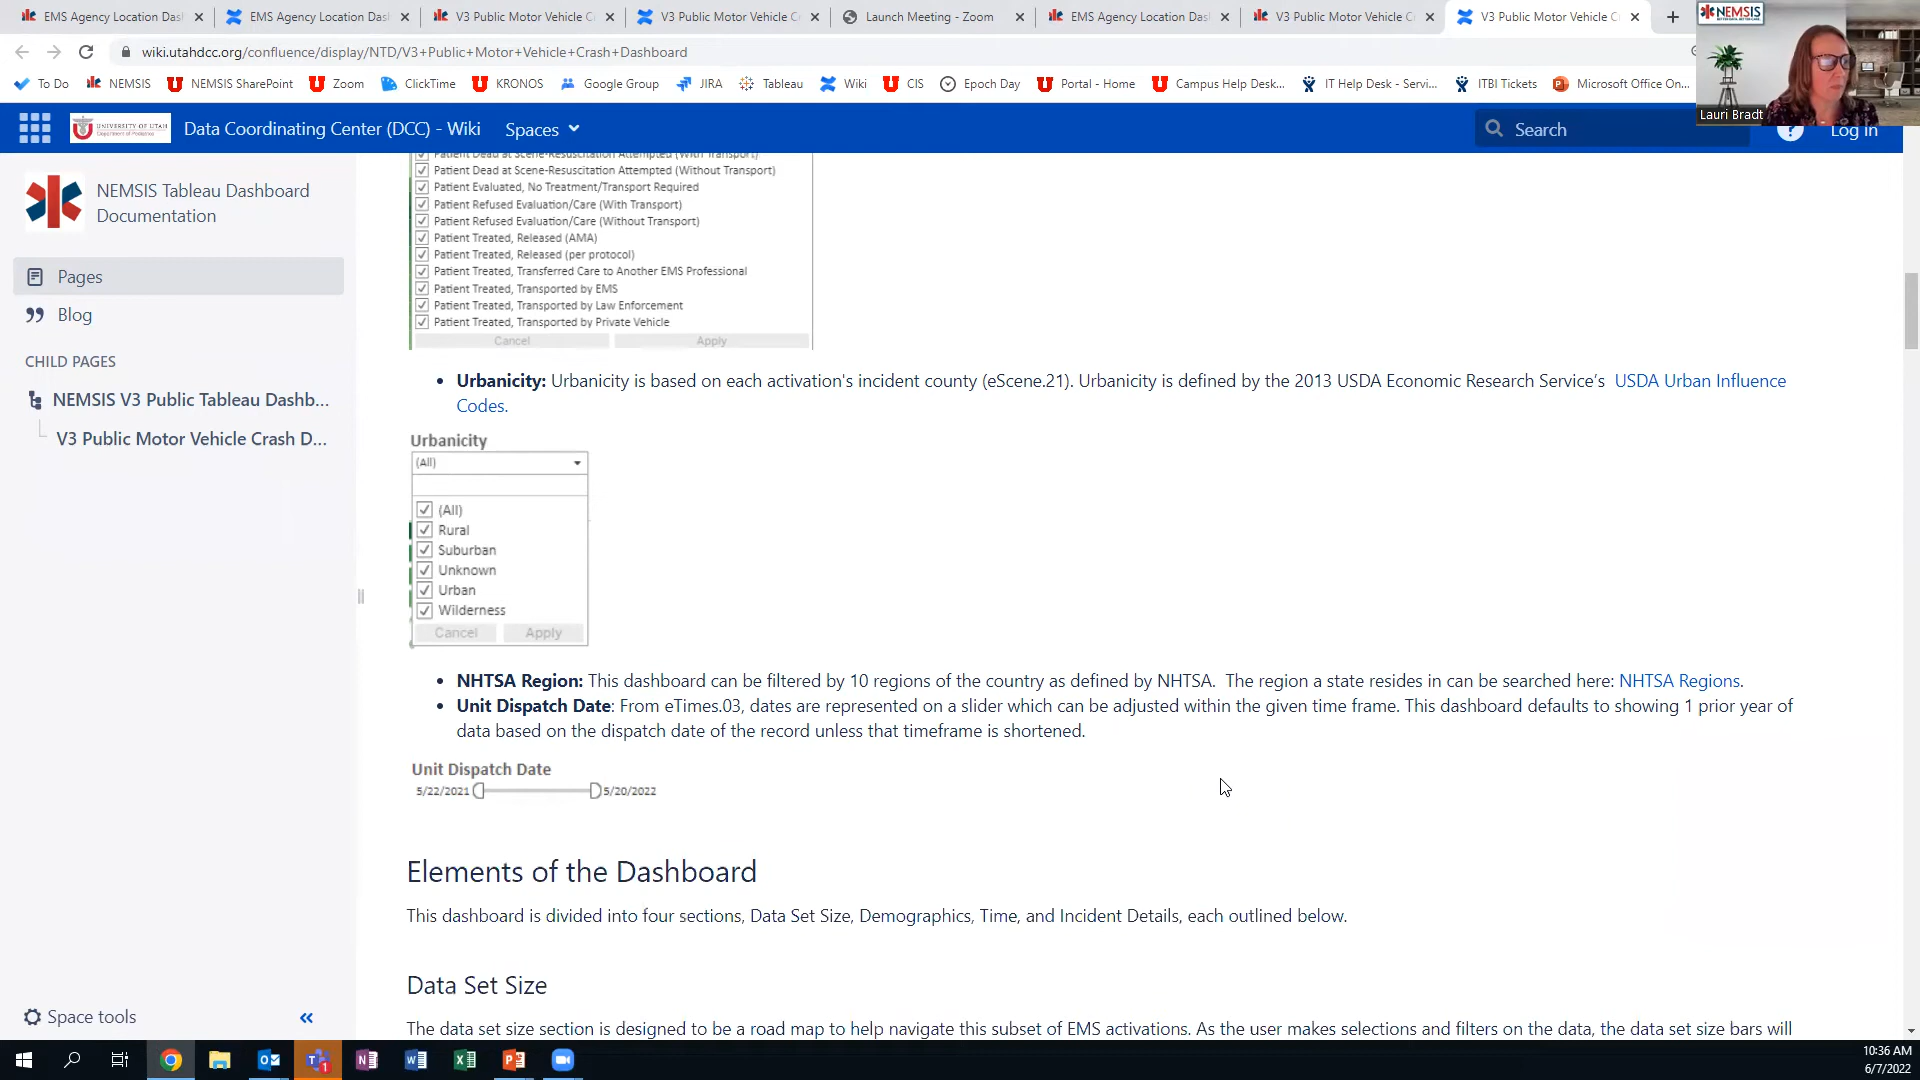 EMS Agency Location Das
EMS Agency Location Das
V3 Public Motor Vehicle C
V3 Public Motor Vehicle C
Launch Meeting - Zoom
EMS Agency Location Das
V3 Public Motor Vehicle C
V3 Public Motor Vehicle C
NEMSIS
wiki.utahdcc.org/confluence/display/NTD/V3+Public+Motor+Vehicle+Crash+Dashboard
To Do
NEMSIS
NEMSIS SharePoint
Zoom
ClickTime
KRONOS
Google Group
JIRA
Tableau
Wiki
CIS
Epoch Day
Portal - Home
Campus Help Desk...
IT Help Desk - Servi...
ITBI Tickets
Microsoft Office On...
Lauri Bradt
UNIVERSITY OF UTAH
Data Coordinating Center (DCC) - Wiki
Spaces
Search
Log in
NEMSIS Tableau Dashboard
Documentation
Pages
Blog
CHILD PAGES
NEMSIS V3 Public Tableau Dashb...
V3 Public Motor Vehicle Crash D...
Space tools
Patient Dead at Scene-Resuscitation Attempted (With Transport)
Patient Dead at Scene-Resuscitation Attempted (Without Transport)
Patient Evaluated, No Treatment/Transport Required
Patient Refused Evaluation/Care (With Transport)
Patient Refused Evaluation/Care (Without Transport)
Patient Treated, Released (AMA)
Patient Treated, Released (per protocol)
Patient Treated, Transferred Care to Another EMS Professional
Patient Treated, Transported by EMS
Patient Treated, Transported by Law Enforcement
Patient Treated, Transported by Private Vehicle
Cancel Apply
• Urbanicity: Urbanicity is based on each activation's incident county (eScene.21). Urbanicity is defined by the 2013 USDA Economic Research Service's USDA Urban Influence
Codes.
Urbanicity
(All)
(All)
Rural
Suburban
Unknown
Urban
Wilderness
Cancel Apply
• NHTSA Region: This dashboard can be filtered by 10 regions of the country as defined by NHTSA. The region a state resides in can be searched here: NHTSA Regions.
• Unit Dispatch Date: From eTimes.03, dates are represented on a slider which can be adjusted within the given time frame. This dashboard defaults to showing 1 prior year of
data based on the dispatch date of the record unless that timeframe is shortened.
Unit Dispatch Date
5/22/2021 5/20/2022
Elements of the Dashboard
This dashboard is divided into four sections, Data Set Size, Demographics, Time, and Incident Details, each outlined below.
Data Set Size
The data set size section is designed to be a road map to help navigate this subset of EMS activations. As the user makes selections and filters on the data, the data set size bars will
10:36 AM
6/7/2022